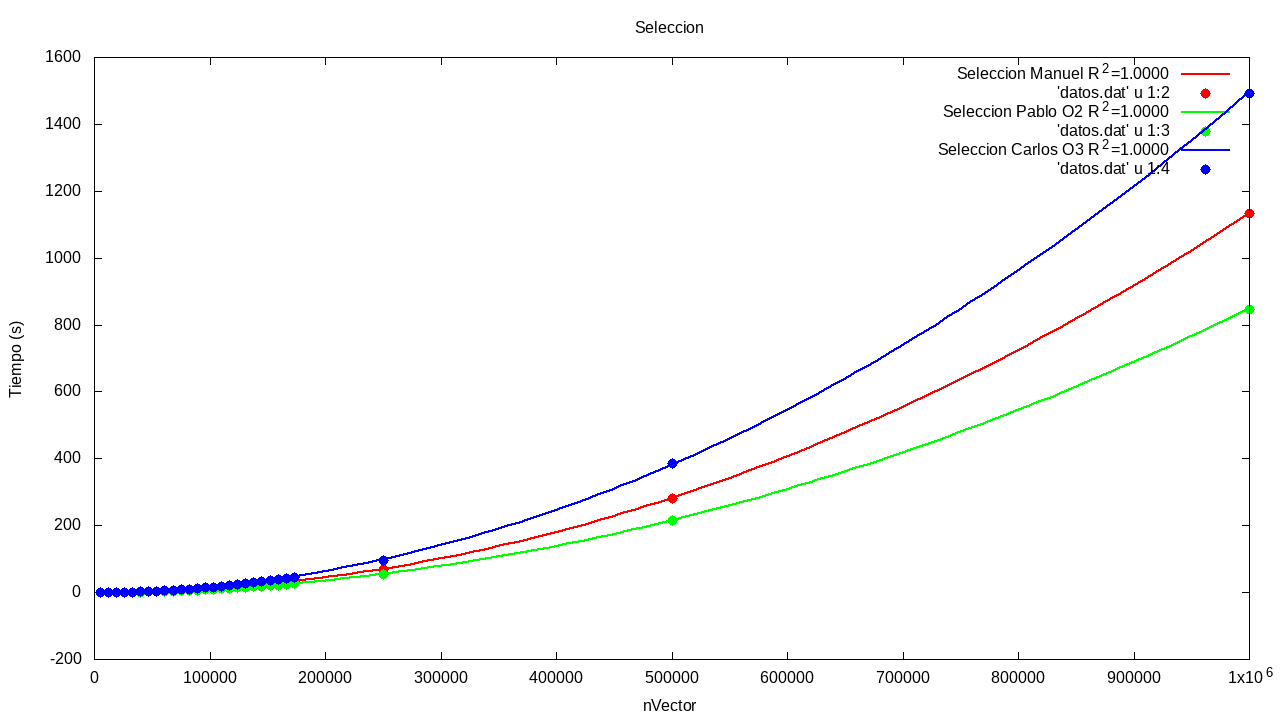 Seleccion
Seleccion Manuel R^2=1.0000
'datos.dat' u 1:2
Seleccion Pablo O2 R^2=1.0000
'datos.dat' u 1:3
Seleccion Carlos O3 R^2=1.0000
'datos.dat' u 1:4
1600
1400
1200
1000
800
600
400
200
0
-200
Tiempo (s)
0 100000 200000 300000 400000 500000 600000 700000 800000 900000 1x10^6
nVector